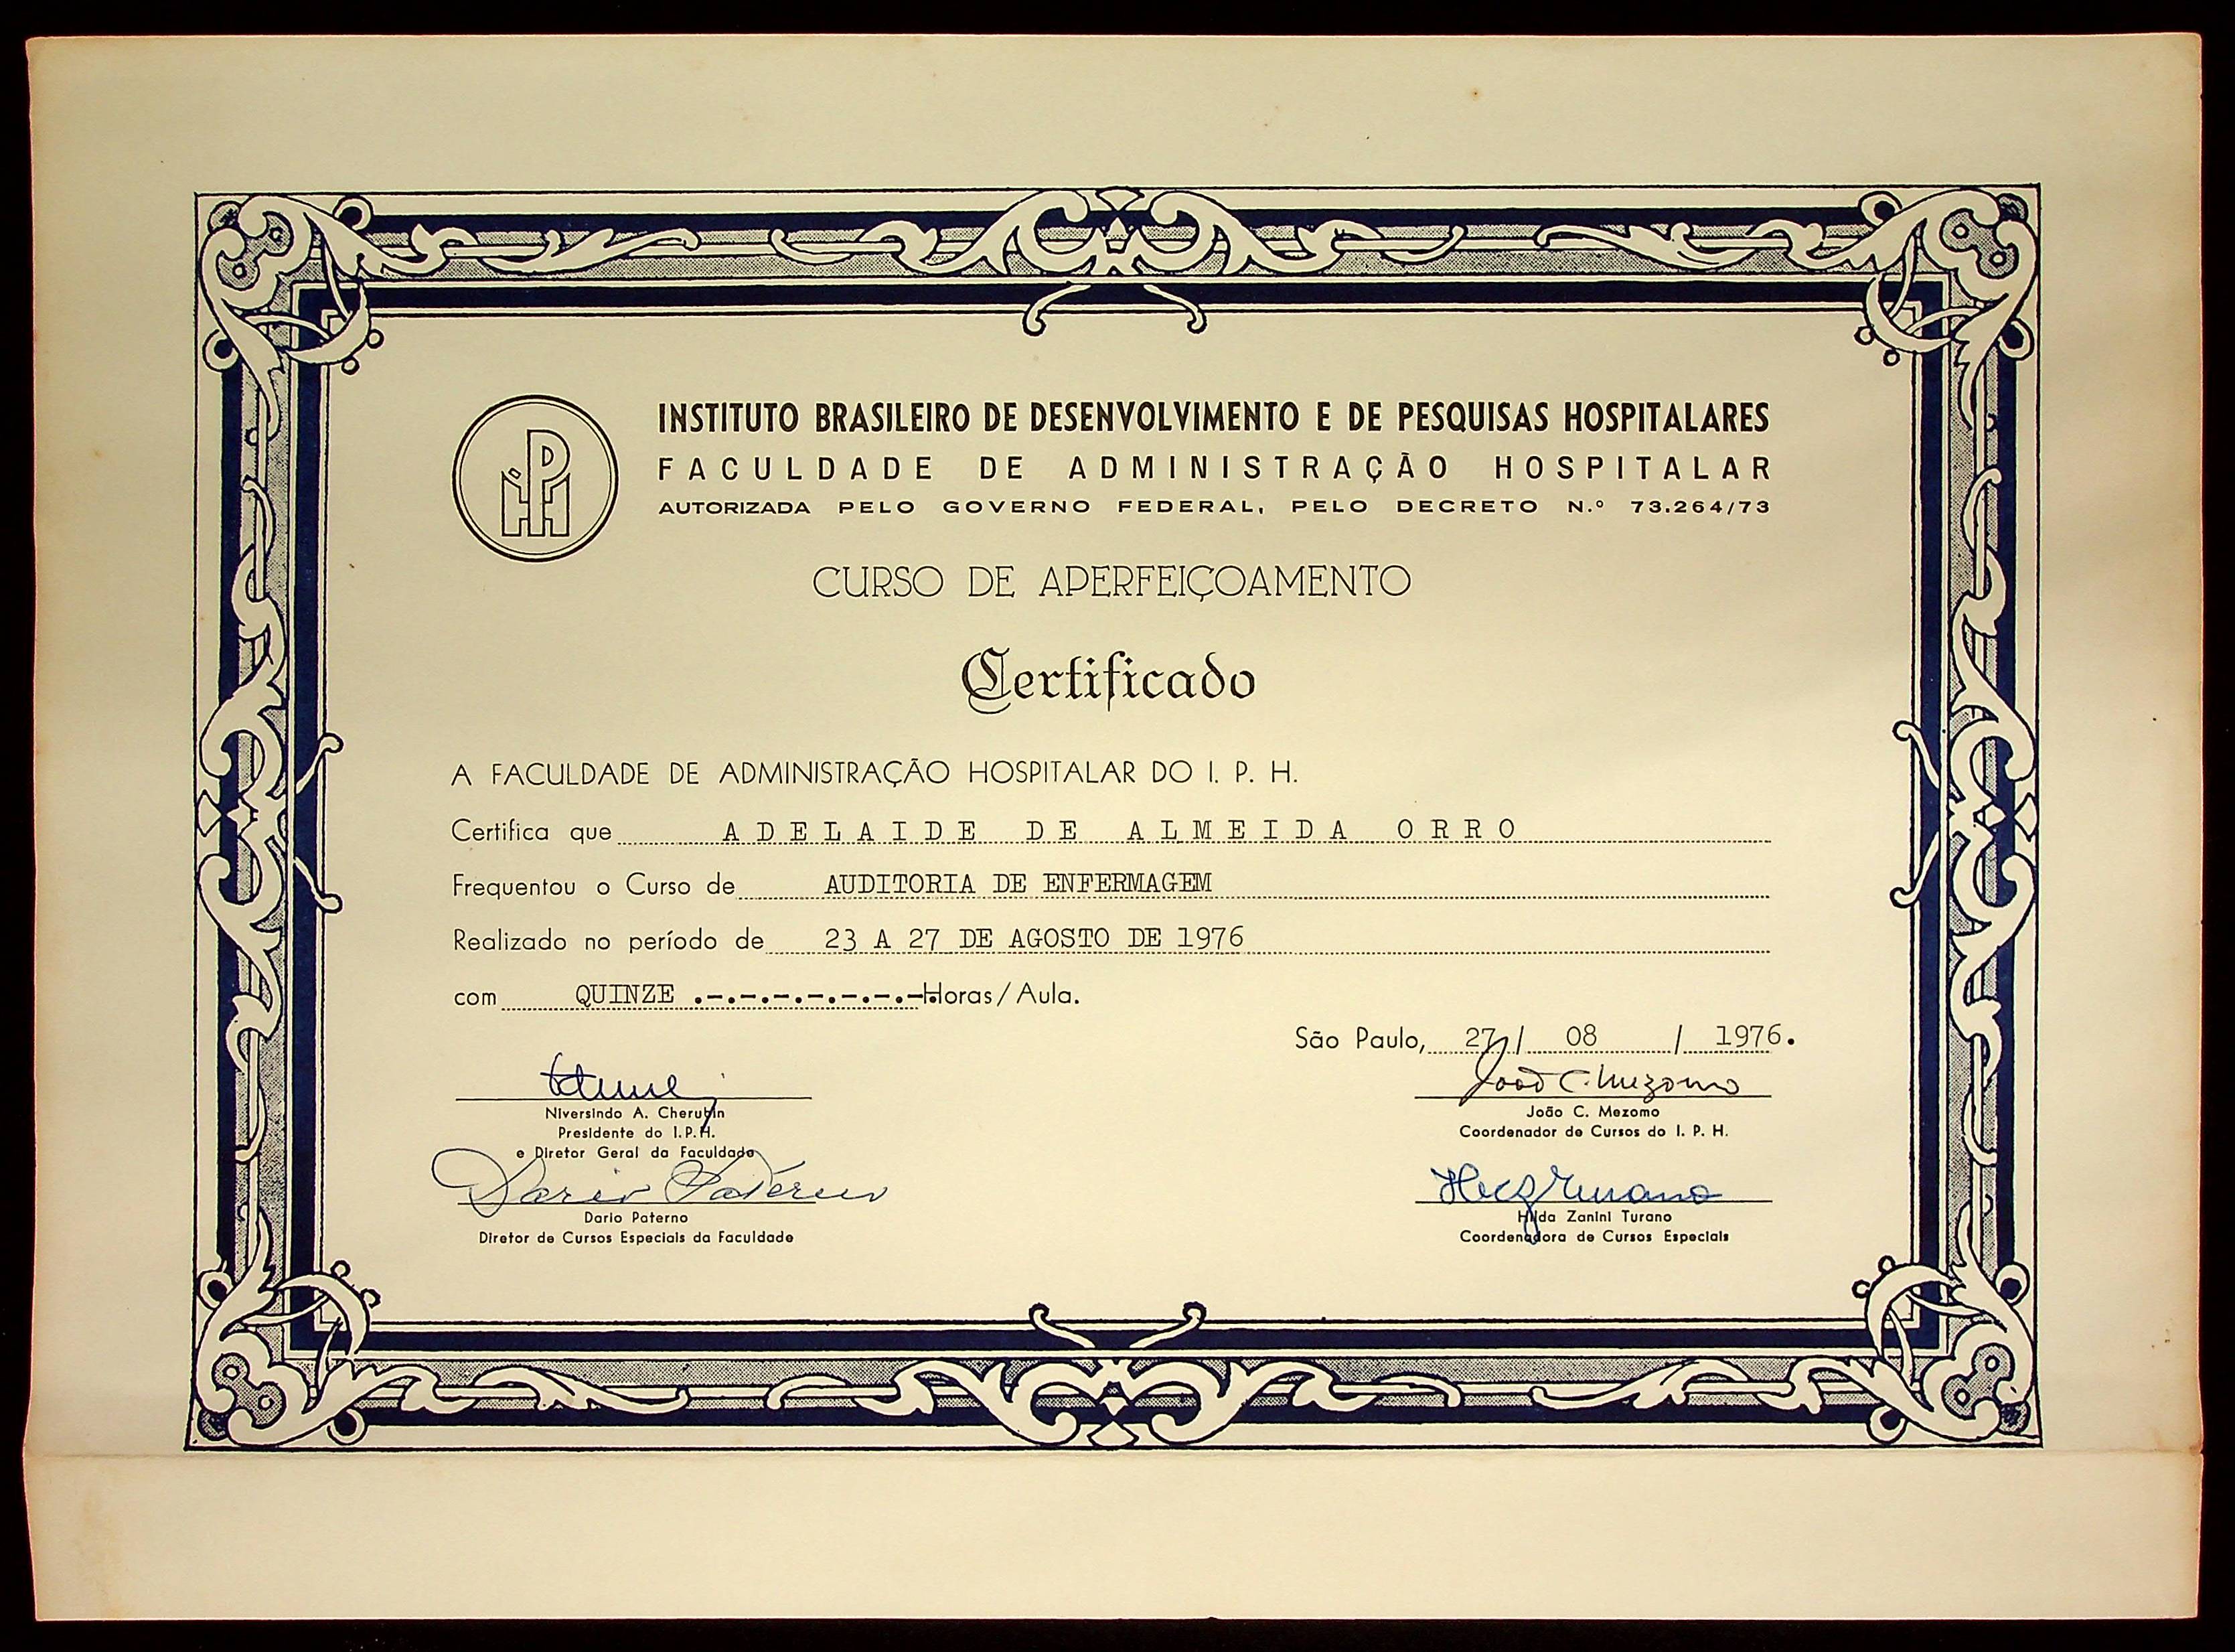 IPH
INSTITUTO BRASILEIRO DE DESENVOLVIMENTO E DE PESQUISAS HOSPITALARES
FACULDADE DE ADMINISTRAÇÃO HOSPITALAR
AUTORIZADA PELO GOVERNO FEDERAL, PELO DECRETO N.º 73.264/73
CURSO DE APERFEIÇOAMENTO
Certificado
A FACULDADE DE ADMINISTRAÇÃO HOSPITALAR DO I. P. H.
Certifica que ADELAIDE DE ALMEIDA ORRO
Frequentou o Curso de AUDITORIA DE ENFERMAGEM
Realizado no período de 23 A 27 DE AGOSTO DE 1976
com QUINZE .-.-.-.-.-.-.-.Horas/Aula.
São Paulo, 27 / 08 / 1976.
João C. Mezomo
Niversindo A. Cherubin
Presidente do I.P.H.
e Diretor Geral da Faculdade
João C. Mezomo
Coordenador de Cursos do I. P. H.
Dario Paterno
Dario Paterno
Diretor de Cursos Especiais da Faculdade
Hilda Zanini Turano
Coordenadora de Cursos Especiais